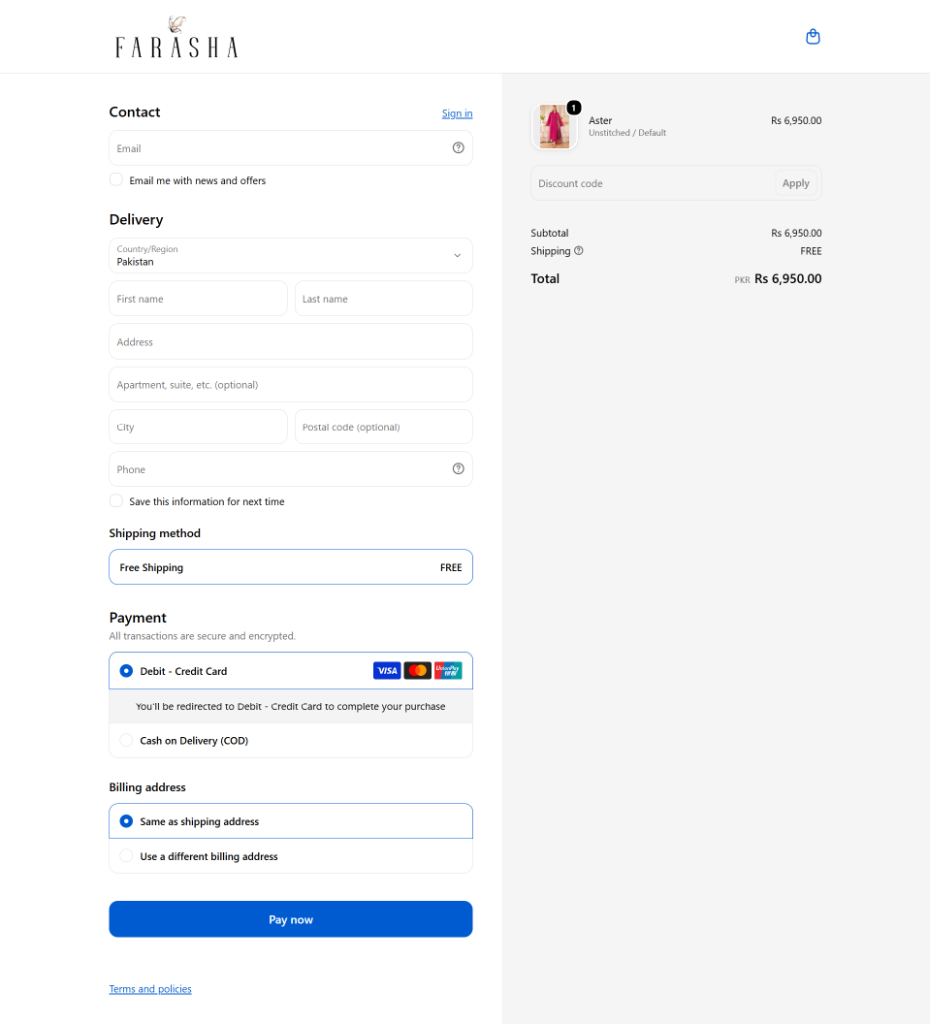 FARASHA
Contact
Sign in
Email
Email me with news and offers
Delivery
Country/Region
Pakistan
First name
Last name
Address
Apartment, suite, etc. (optional)
City
Postal code (optional)
Phone
Save this information for next time
Shipping method
Free Shipping
FREE
Payment
All transactions are secure and encrypted.
Debit - Credit Card
VISA
UnionPay
银联
You'll be redirected to Debit - Credit Card to complete your purchase
Cash on Delivery (COD)
Billing address
Same as shipping address
Use a different billing address
Pay now
Terms and policies
1
Aster
Rs 6,950.00
Unstitched / Default
Discount code
Apply
Subtotal
Rs 6,950.00
Shipping
FREE
Total
PKR Rs 6,950.00